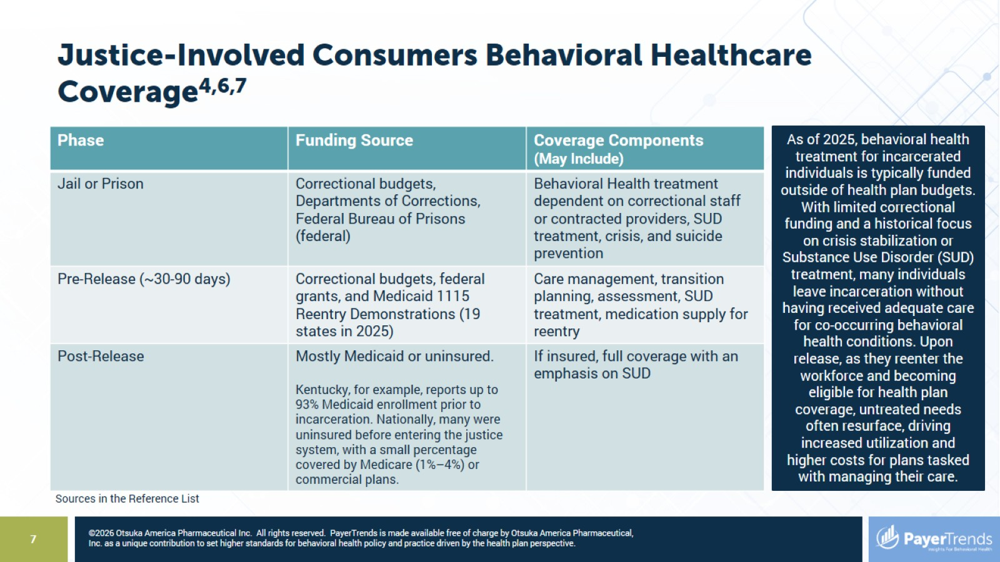 Justice-Involved Consumers Behavioral Healthcare
Coverage4,6,7
Phase
Funding Source
Coverage Components
(May Include)
Jail or Prison
Correctional budgets,
Departments of Corrections,
Federal Bureau of Prisons
(federal)
Behavioral Health treatment
dependent on correctional staff
or contracted providers, SUD
treatment, crisis, and suicide
prevention
Pre-Release (~30-90 days)
Correctional budgets, federal
grants, and Medicaid 1115
Reentry Demonstrations (19
states in 2025)
Care management, transition
planning, assessment, SUD
treatment, medication supply for
reentry
Post-Release
Mostly Medicaid or uninsured.
Kentucky, for example, reports up to
93% Medicaid enrollment prior to
incarceration. Nationally, many were
uninsured before entering the justice
system, with a small percentage
covered by Medicare (1%–4%) or
commercial plans.
If insured, full coverage with an
emphasis on SUD
As of 2025, behavioral health
treatment for incarcerated
individuals is typically funded
outside of health plan budgets.
With limited correctional
funding and a historical focus
on crisis stabilization or
Substance Use Disorder (SUD)
treatment, many individuals
leave incarceration without
having received adequate care
for co-occurring behavioral
health conditions. Upon
release, as they reenter the
workforce and becoming
eligible for health plan
coverage, untreated needs
often resurface, driving
increased utilization and
higher costs for plans tasked
with managing their care.
Sources in the Reference List
7
©2026 Otsuka America Pharmaceutical Inc. All rights reserved. PayerTrends is made available free of charge by Otsuka America Pharmaceutical,
Inc. as a unique contribution to set higher standards for behavioral health policy and practice driven by the health plan perspective.
PayerTrends
Insights For Behavioral Health